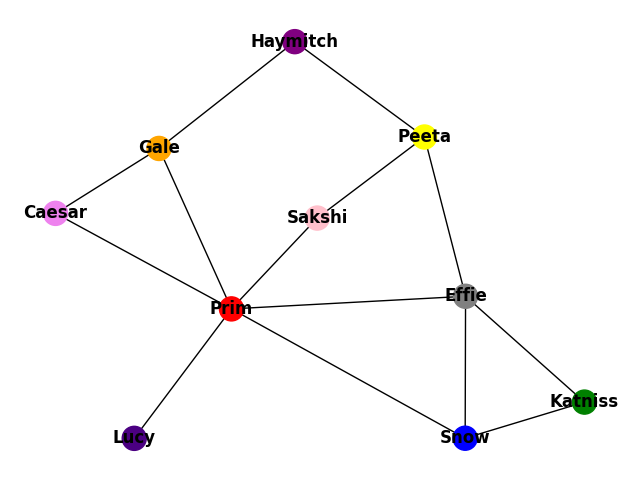 Haymitch
Peeta
Gale
Caesar
Sakshi
Effie
Prim
Katniss
Lucy
Snow